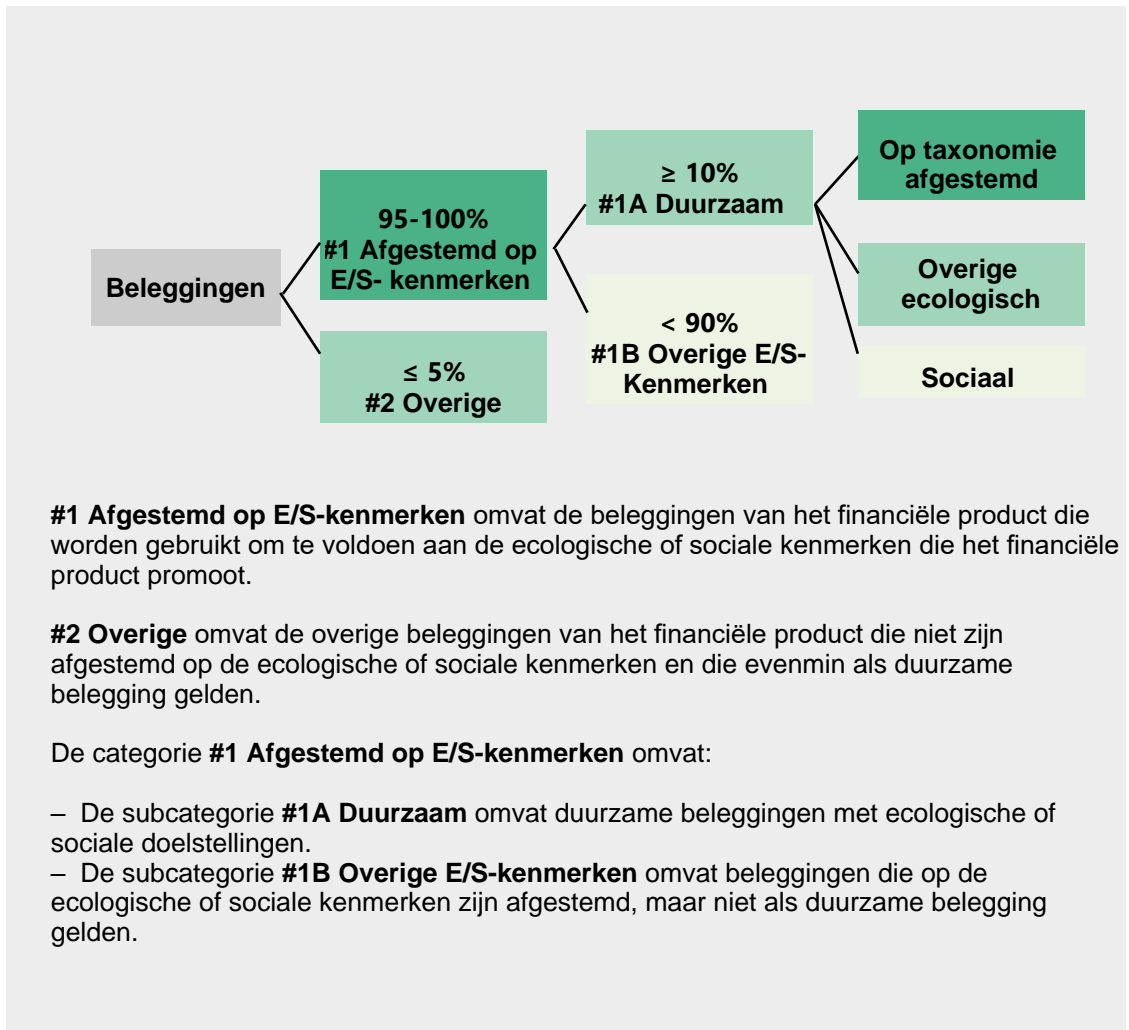 Beleggingen
95-100%
#1 Afgestemd op
E/S- kenmerken
≤ 5%
#2 Overige
≥ 10%
#1A Duurzaam
< 90%
#1B Overige E/S-
Kenmerken
Op taxonomie
afgestemd
Overige
ecologisch
Sociaal
#1 Afgestemd op E/S-kenmerken omvat de beleggingen van het financiële product die
worden gebruikt om te voldoen aan de ecologische of sociale kenmerken die het financiële
product promoot.
#2 Overige omvat de overige beleggingen van het financiële product die niet zijn
afgestemd op de ecologische of sociale kenmerken en die evenmin als duurzame
belegging gelden.
De categorie #1 Afgestemd op E/S-kenmerken omvat:
– De subcategorie #1A Duurzaam omvat duurzame beleggingen met ecologische of
sociale doelstellingen.
– De subcategorie #1B Overige E/S-kenmerken omvat beleggingen die op de
ecologische of sociale kenmerken zijn afgestemd, maar niet als duurzame belegging
gelden.